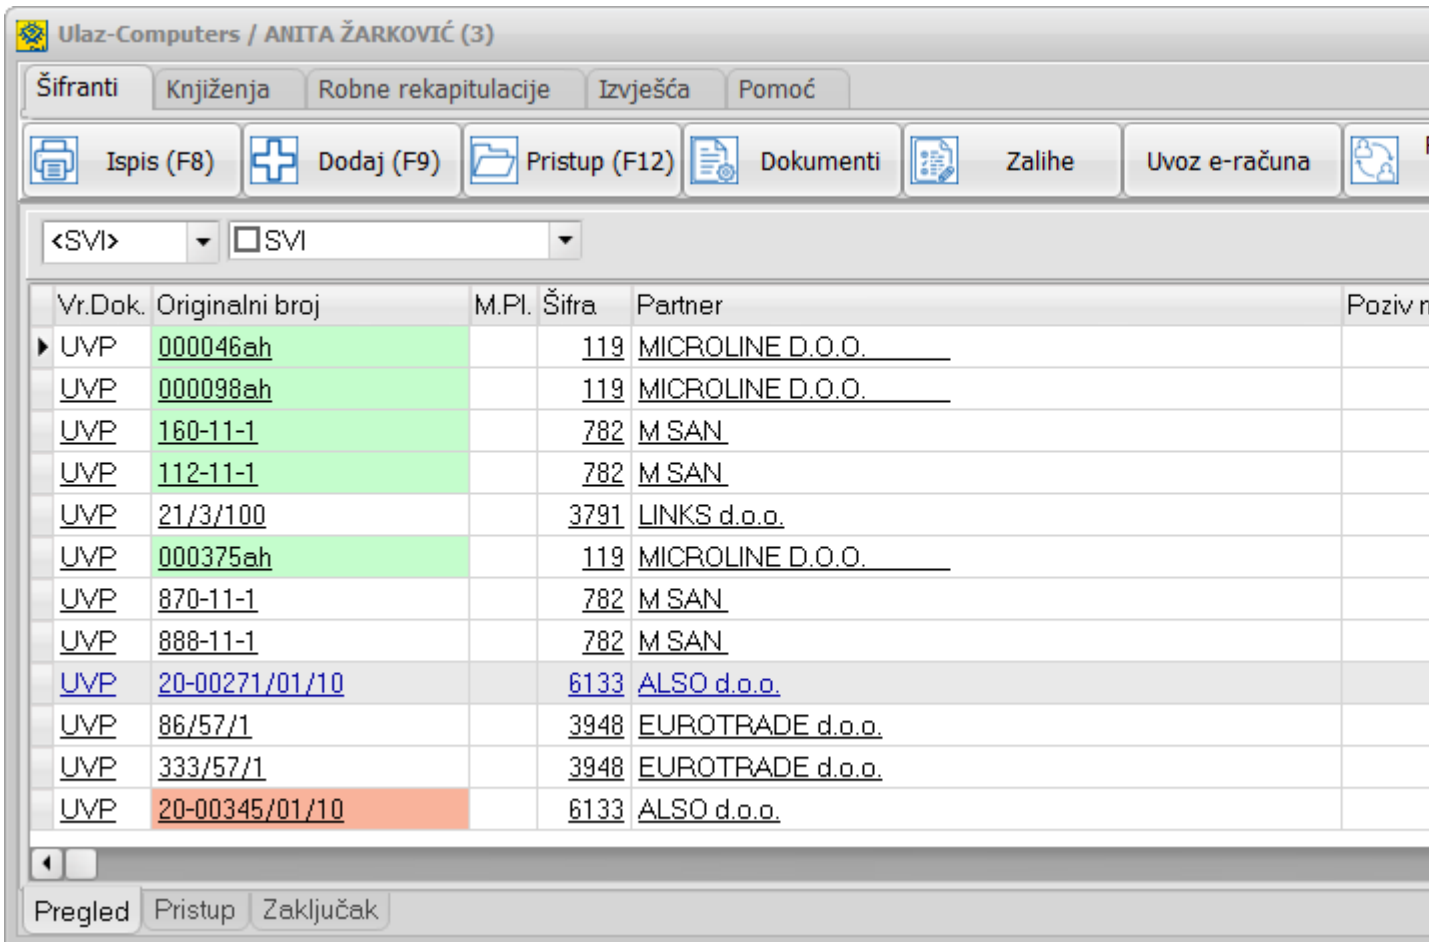 Ulaz-Computers / ANITA ŽARKOVIĆ (3)
Šifranti Knjiženja Robne rekapitulacije Izvješća Pomoć
Ispis (F8) Dodaj (F9) Pristup (F12) Dokumenti Zalihe Uvoz e-računa
<SVI> SVI
Vr.Dok. Originalni broj M.Pl. Šifra Partner Poziv
UVP 000046ah 119 MICROLINE D.O.O.
UVP 000098ah 119 MICROLINE D.O.O.
UVP 160-11-1 782 M SAN
UVP 112-11-1 782 M SAN
UVP 21/3/100 3791 LINKS d.o.o.
UVP 000375ah 119 MICROLINE D.O.O.
UVP 870-11-1 782 M SAN
UVP 888-11-1 782 M SAN
UVP 20-00271/01/10 6133 ALSO d.o.o.
UVP 86/57/1 3948 EUROTRADE d.o.o.
UVP 333/57/1 3948 EUROTRADE d.o.o.
UVP 20-00345/01/10 6133 ALSO d.o.o.
Pregled Pristup Zaključak